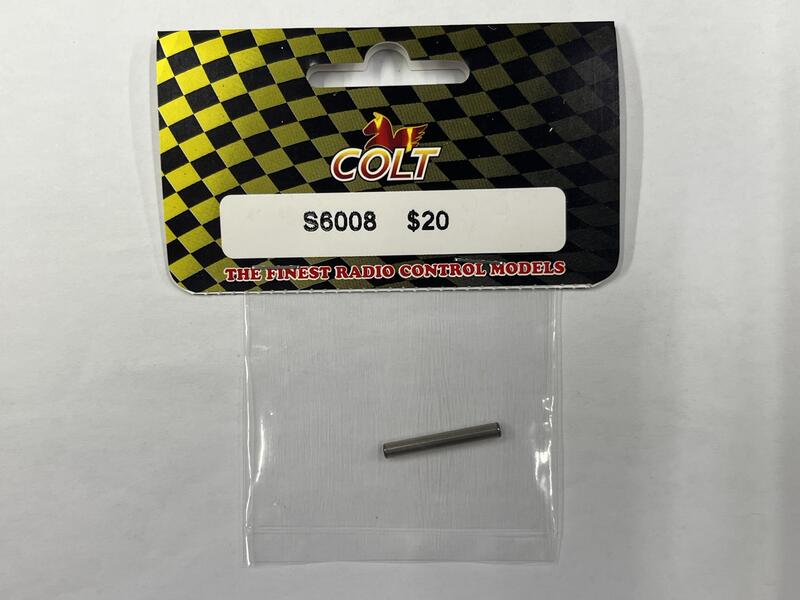 COLT
S6008 $20
THE FINEST RADIO CONTROL MODELS